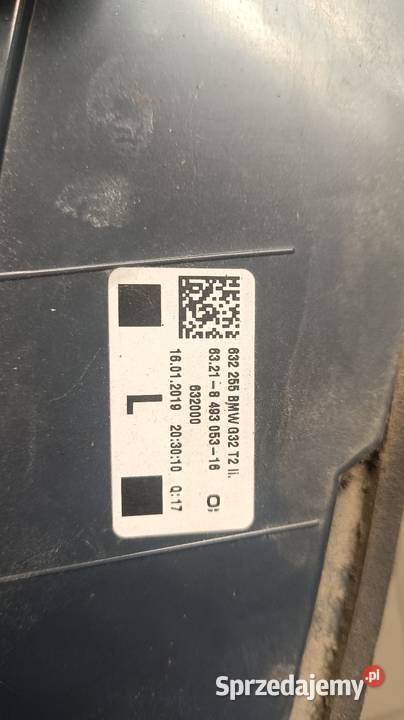 632 255 BMW G32 T2 li.
63.21-8 493 053-16
632000
16.01.2019 20:30:10 Q:17
L
Sprzedajemy.pl